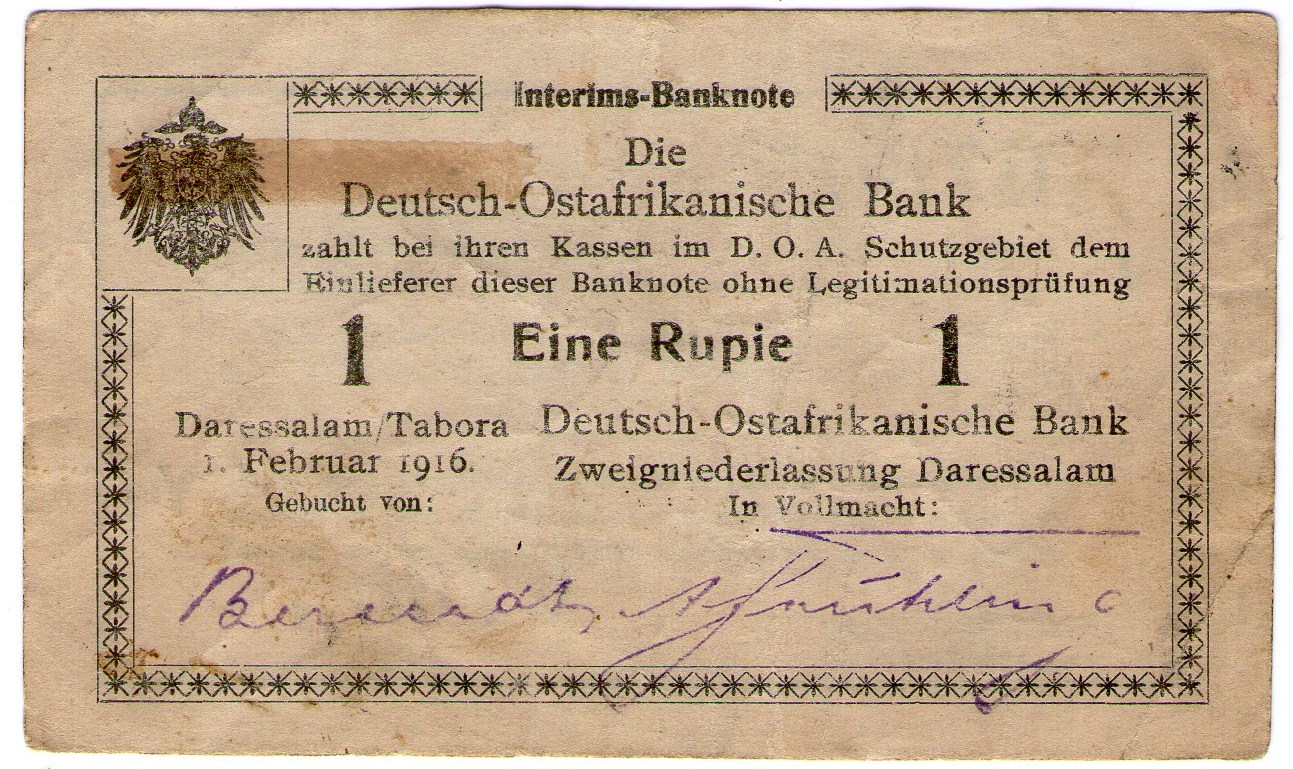 Interims-Banknote
Die
Deutsch-Ostafrikanische Bank
zahlt bei ihren Kassen im D. O. A. Schutzgebiet dem
Einlieferer dieser Banknote ohne Legitimationsprüfung
1 Eine Rupie 1
Daressalam/Tabora
1. Februar 1916.
Gebucht von:
Deutsch-Ostafrikanische Bank
Zweigniederlassung Daressalam
In Vollmacht:
A Frühling